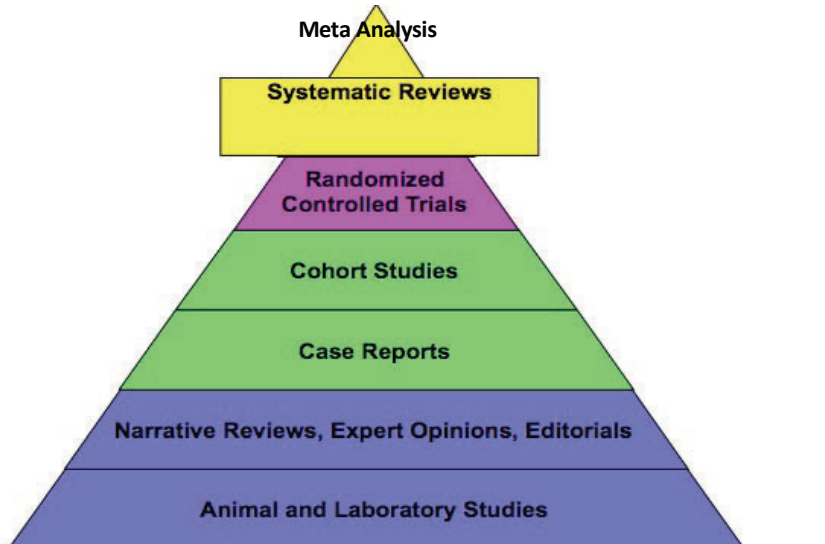 Meta Analysis
Systematic Reviews
Randomized
Controlled Trials
Cohort Studies
Case Reports
Narrative Reviews, Expert Opinions, Editorials
Animal and Laboratory Studies